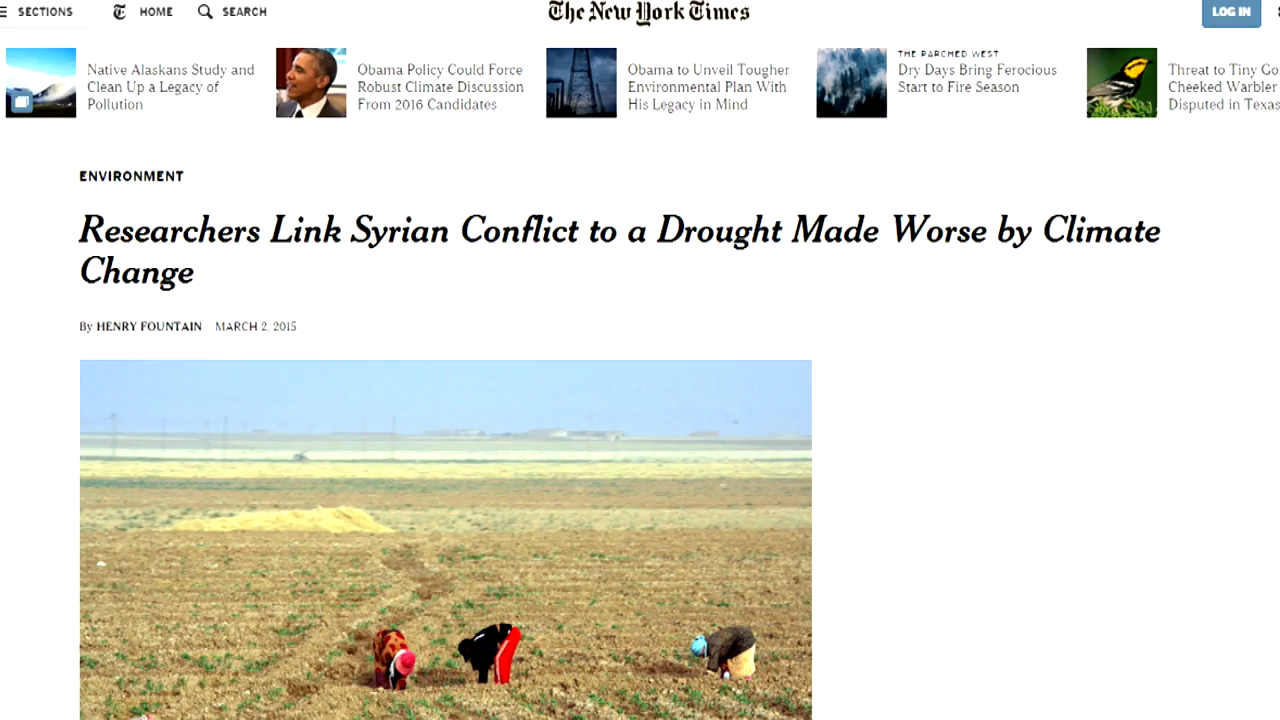 SECTIONS HOME SEARCH The New York Times LOG IN
Native Alaskans Study and
Clean Up a Legacy of
Pollution
Obama Policy Could Force
Robust Climate Discussion
From 2016 Candidates
Obama to Unveil Tougher
Environmental Plan With
His Legacy in Mind
THE PARCHED WEST
Dry Days Bring Ferocious
Start to Fire Season
Threat to Tiny Go
Cheeked Warbler
Disputed in Texas
ENVIRONMENT
Researchers Link Syrian Conflict to a Drought Made Worse by Climate
Change
By HENRY FOUNTAIN MARCH 2, 2015